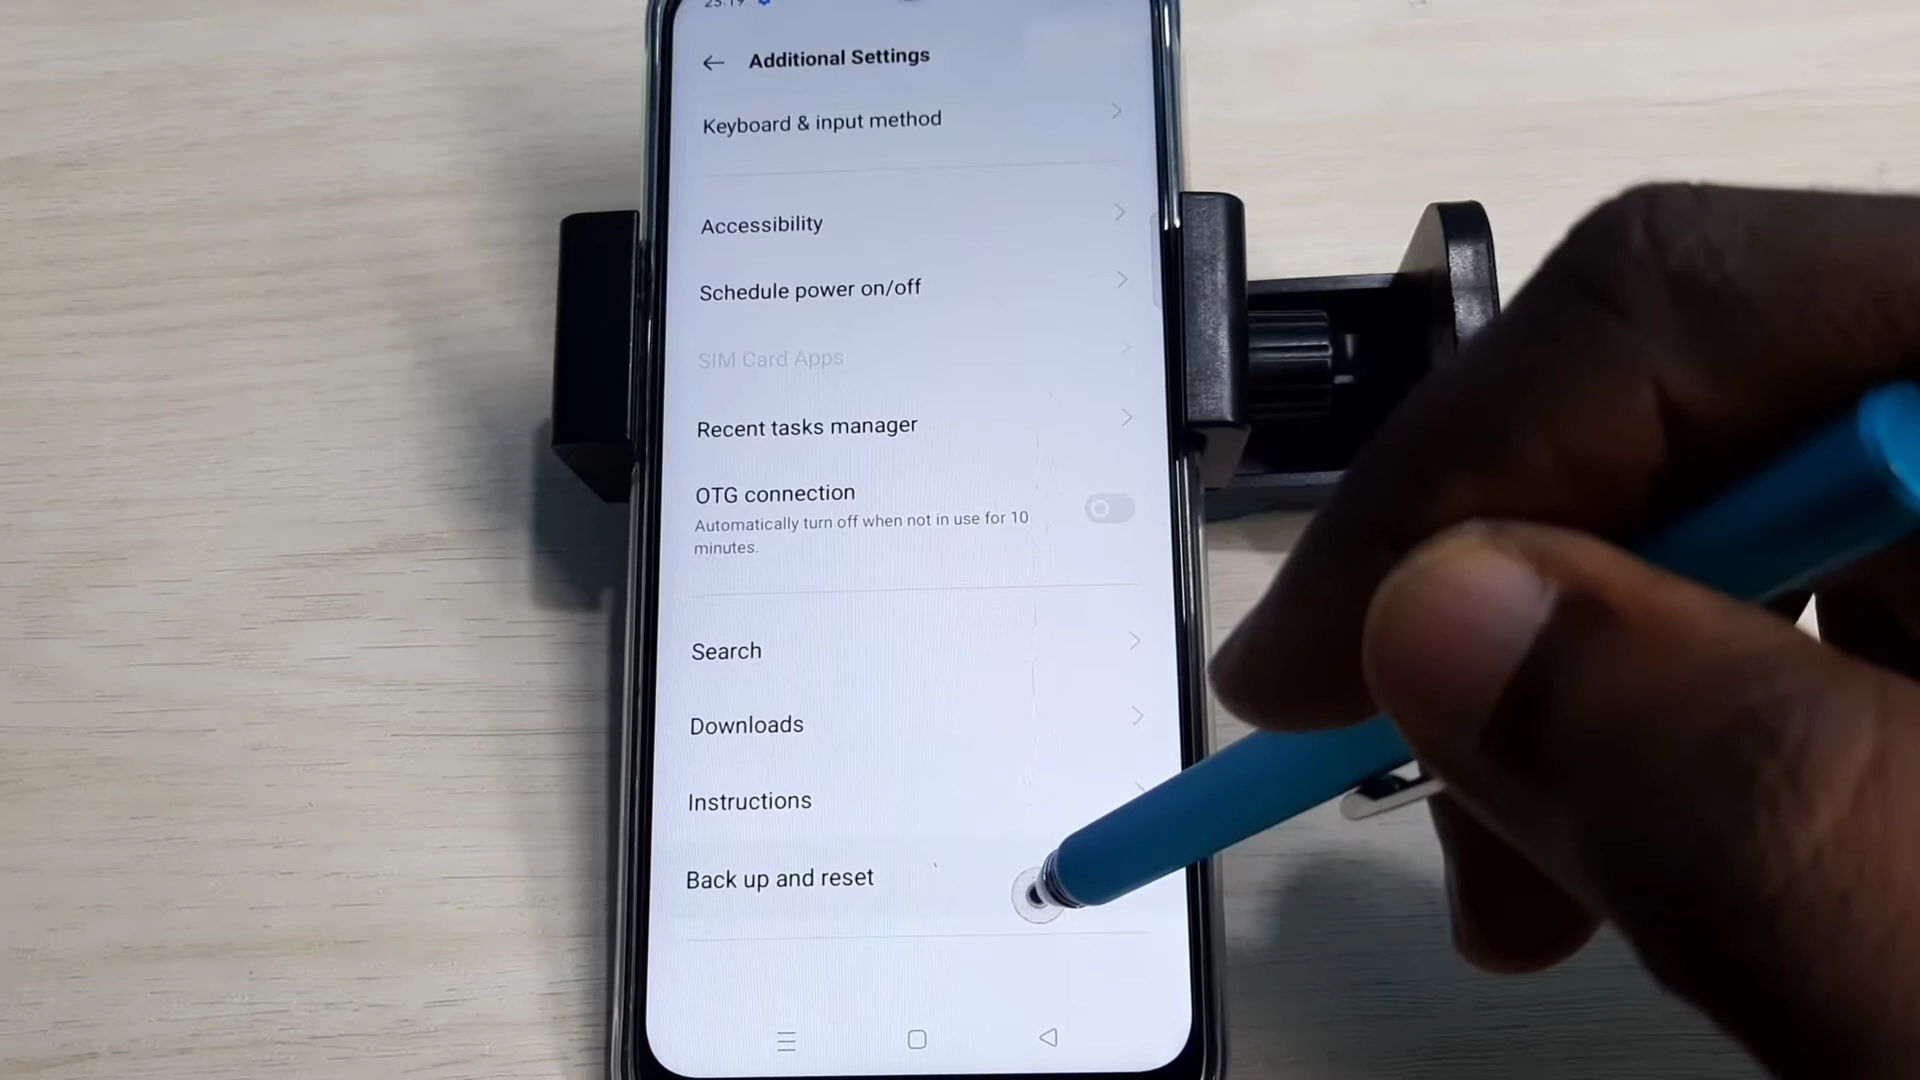 Additional Settings
Keyboard & input method
Accessibility
Schedule power on/off
SIM Card Apps
Recent tasks manager
OTG connection
Automatically turn off when not in use for 10
minutes.
Search
Downloads
Instructions
Back up and reset